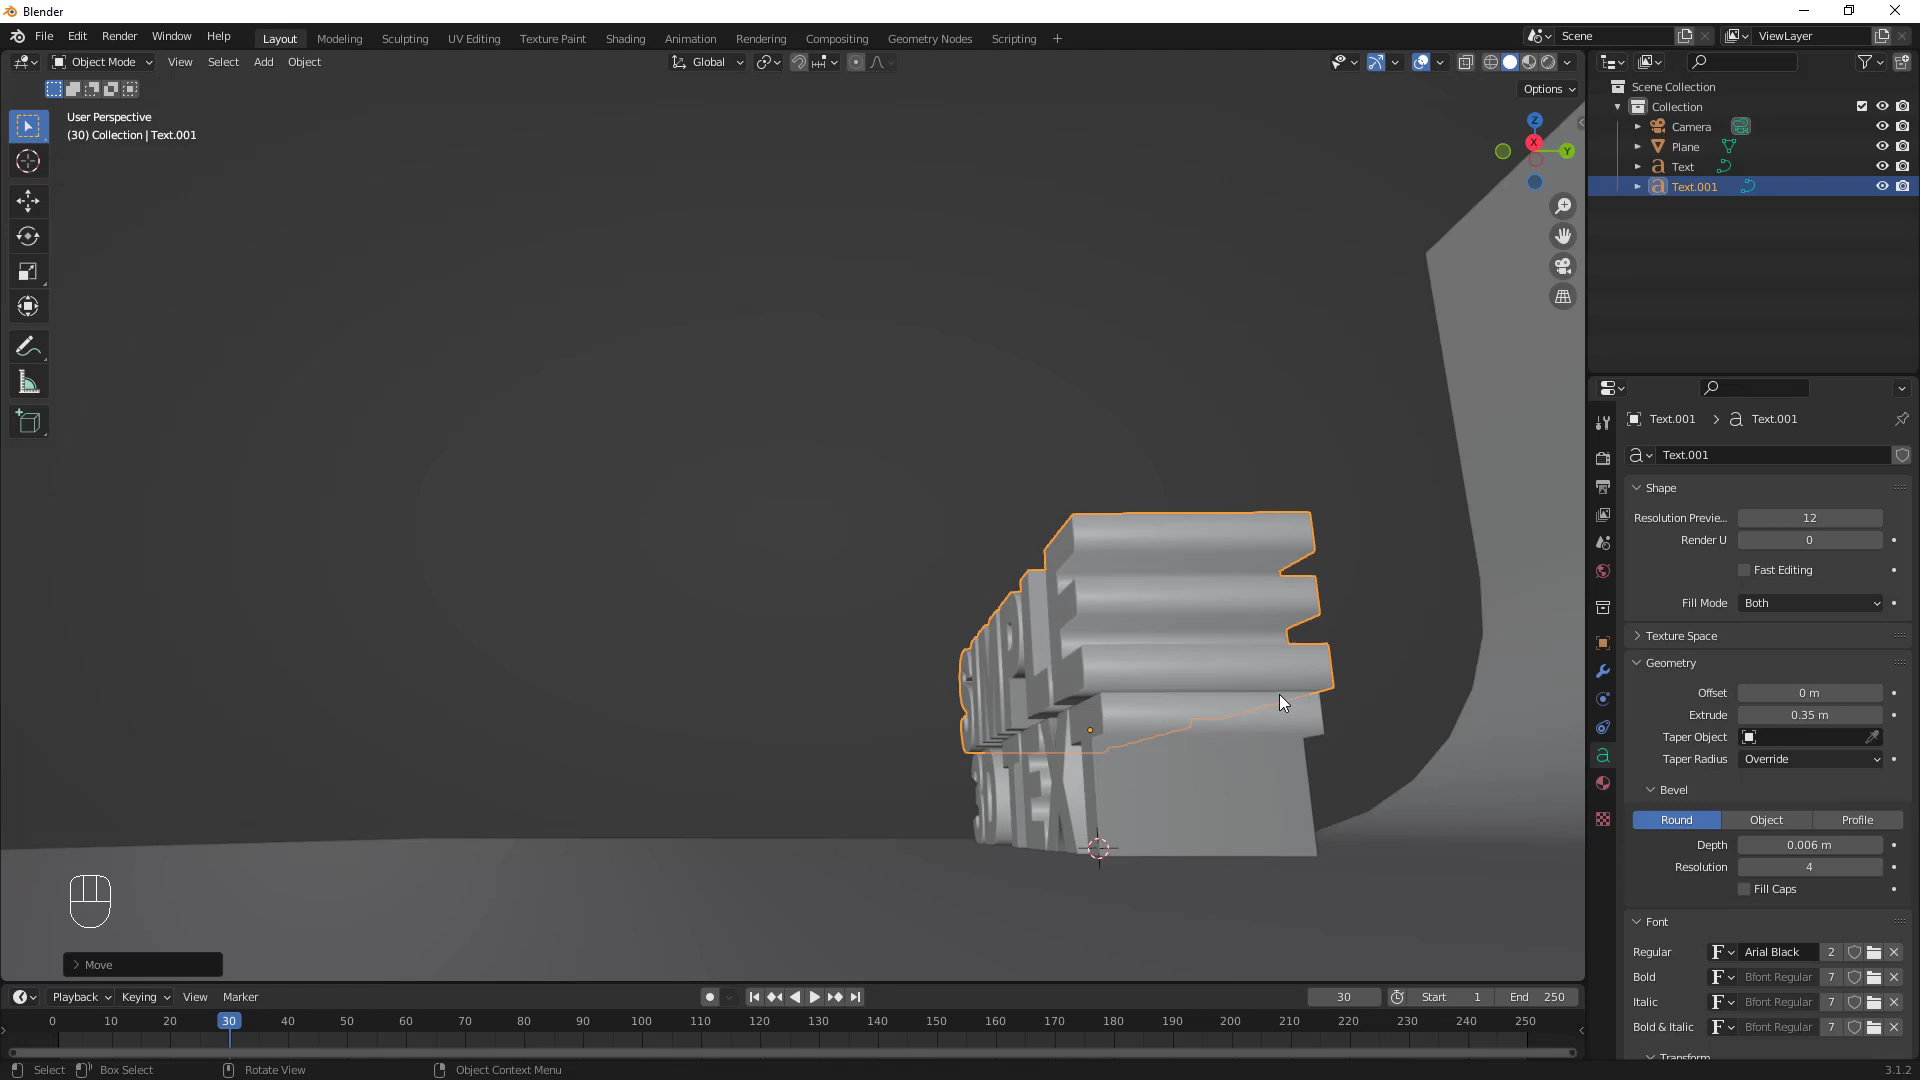 Blender
File Edit Render Window Help
Layout Modeling Sculpting UV Editing Texture Paint Shading Animation Rendering Compositing Geometry Nodes Scripting +
Scene
ViewLayer
Object Mode View Select Add Object
Global
Options
User Perspective
(30) Collection | Text.001
Z
X
Y
Scene Collection
Collection
Camera
Plane
Text
Text.001
Text.001 > Text.001
Text.001
Shape
Resolution Previe... 12
Render U 0
Fast Editing
Fill Mode Both
Texture Space
Geometry
Offset 0 m
Extrude 0.35 m
Taper Object
Taper Radius Override
Bevel
Round Object Profile
Depth 0.006 m
Resolution 4
Fill Caps
Font
Regular Arial Black 2
Bold Bfont Regular 7
Italic Bfont Regular 7
Bold & Italic Bfont Regular 7
Transform
SIMPLE
3D TEXT
Move
Playback Keying View Marker
30 Start 1 End 250
0 10 20 30 40 50 60 70 80 90 100 110 120 130 140 150 160 170 180 190 200 210 220 230 240 250
Select Box Select Rotate View Object Context Menu
3.1.2